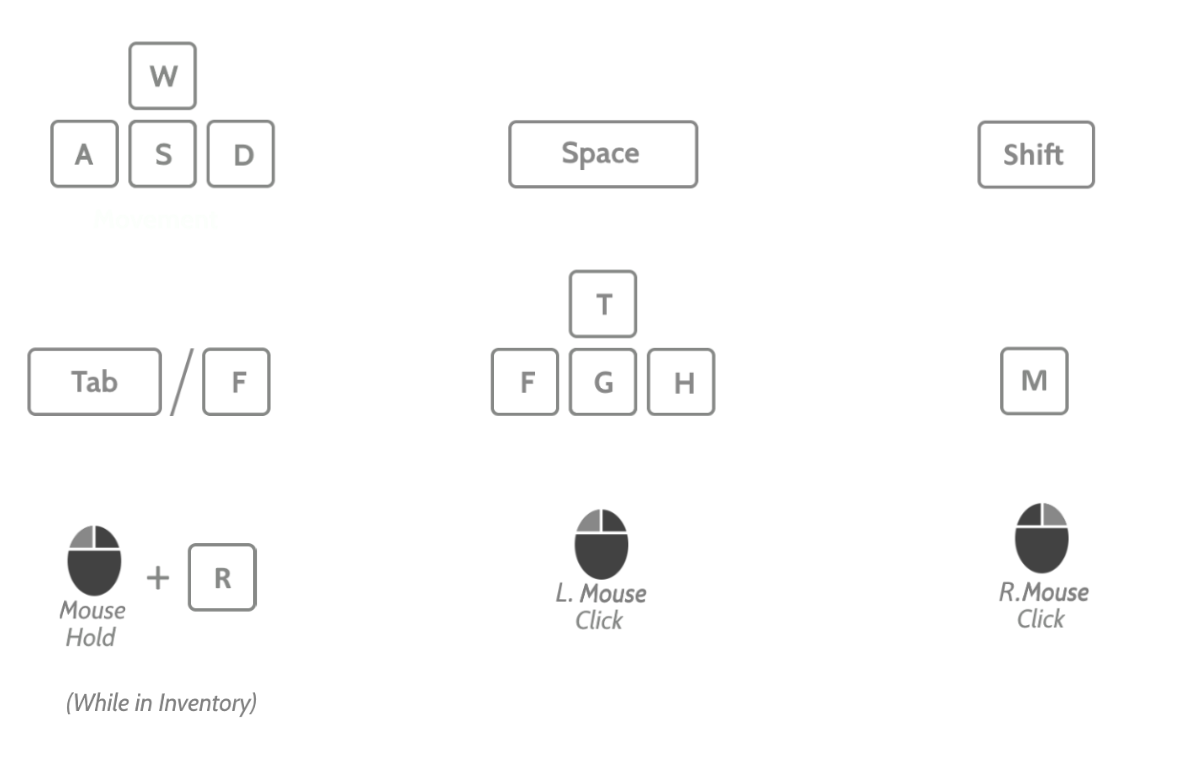 W
A S D
Space
Shift
Tab / F
T
F G H
M
Mouse
Hold
+ R
(While in Inventory)
L. Mouse
Click
R.Mouse
Click